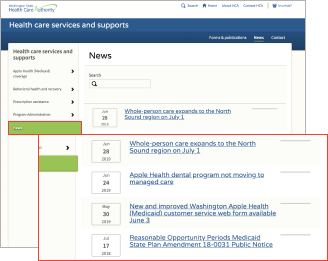 Washington State
Health Care Authority
Search Home About HCA Contact HCA
Health care services and supports
Forms & publications News Contact
Health care services and supports
Apple Health (Medicaid) coverage
Behavioral health and recovery
Prescription assistance
Program Administration
News
News
Search
Jun
28
2019
Whole-person care expands to the North
Sound region on July 1
Jun
28
2019
Whole-person care expands to the North
Sound region on July 1
Jun
24
2019
Apple Health dental program not moving to
managed care
May
30
2019
New and improved Washington Apple Health
(Medicaid) customer service web form available
June 3
Jul
17
2018
Reasonable Opportunity Periods Medicaid
State Plan Amendment 18-0031 Public Notice